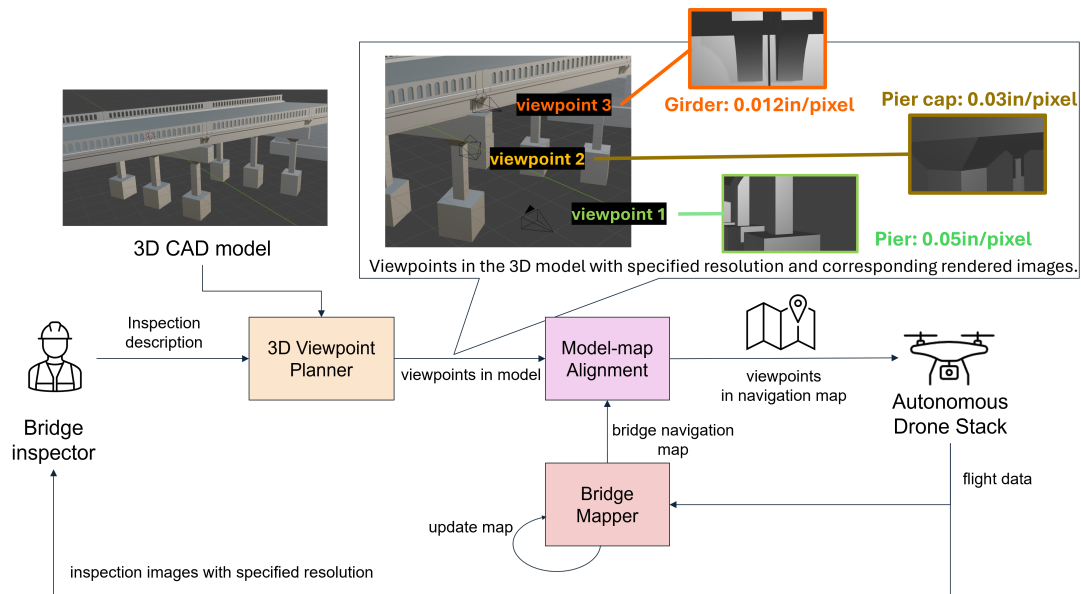 viewpoint 3
Girder: 0.012in/pixel
Pier cap: 0.03in/pixel
viewpoint 2
viewpoint 1
Pier: 0.05in/pixel
3D CAD model
Viewpoints in the 3D model with specified resolution and corresponding rendered images.
Inspection
description
3D Viewpoint
Planner
viewpoints in model
Model-map
Alignment
viewpoints
in navigation map
Autonomous
Drone Stack
Bridge
inspector
bridge navigation
map
flight data
Bridge
Mapper
update map
inspection images with specified resolution